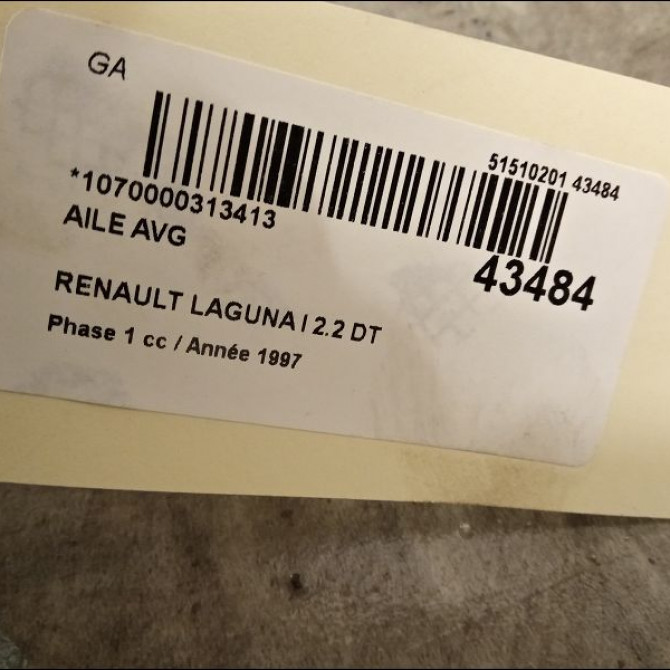 GA
51510201 43484
*1070000313413
AILE AVG
43484
RENAULT LAGUNA I 2.2 DT
Phase 1 cc / Année 1997